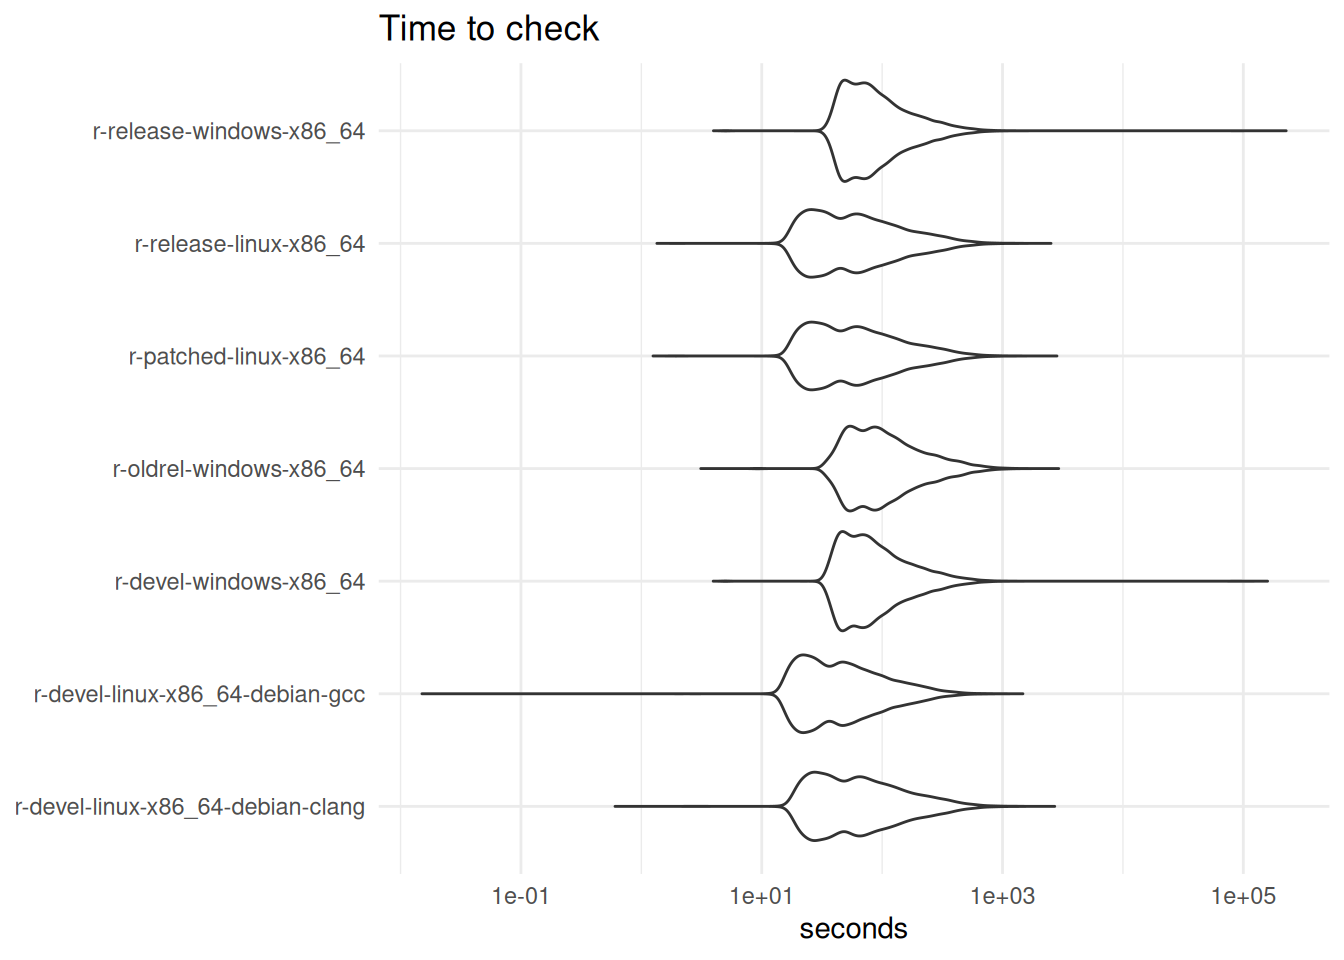 Time to check
r-release-windows-x86_64
r-release-linux-x86_64
r-patched-linux-x86_64
r-oldrel-windows-x86_64
r-devel-windows-x86_64
r-devel-linux-x86_64-debian-gcc
r-devel-linux-x86_64-debian-clang
1e-01 1e+01 1e+03 1e+05
seconds